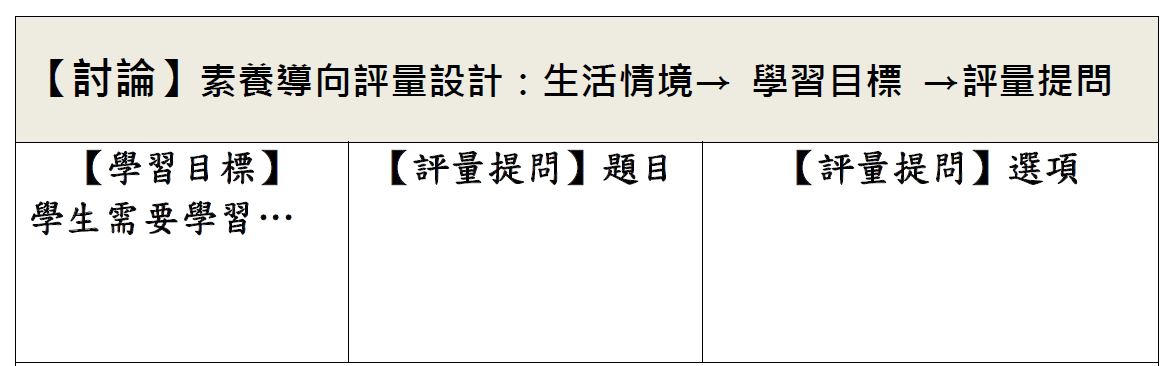 【討論】素養導向評量設計：生活情境→ 學習目標 →評量提問
【學習目標】
學生需要學習…
【評量提問】題目
【評量提問】選項